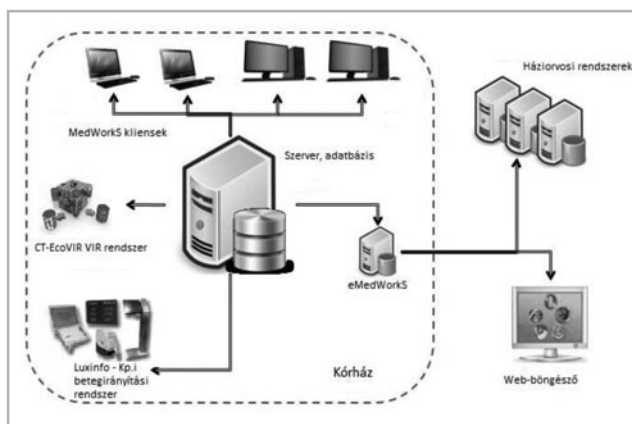 MedWorkS kliensek
Szerver, adatbázis
Háziorvosi rendszerek
CT-EcoVIR VIR rendszer
eMedWorkS
Luxinfo - Kp.i
betegirányítási
rendszer
Kórház
Web-böngésző